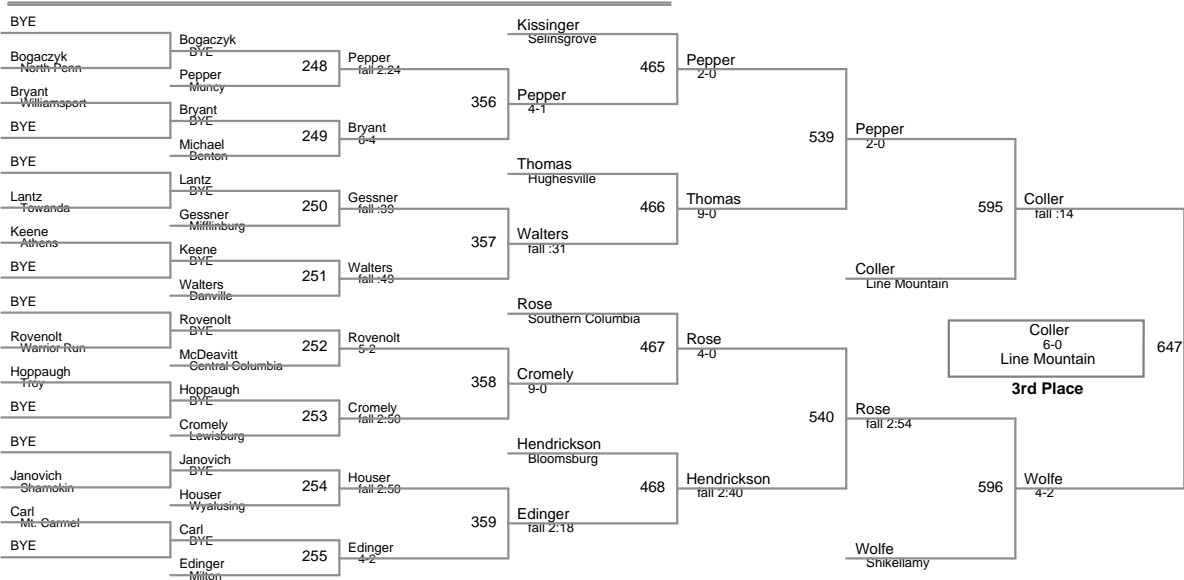 BYE
Bogaczyk
North Penn
Bryant
Williamsport
BYE
BYE
Lantz
Towanda
Keene
Athens
BYE
BYE
Rovenolt
Warrior Run
Hoppaugh
Troy
BYE
BYE
Janovich
Shamokin
Carl
Mt. Carmel
BYE
Bogaczyk
BYE
248
Pepper
Muncy
Bryant
BYE
249
Michael
Benton
Lantz
BYE
250
Gessner
Mifflinburg
Keene
BYE
251
Walters
Danville
Rovenolt
BYE
252
McDeavitt
Central Columbia
Hoppaugh
BYE
253
Cromely
Lewisburg
Janovich
BYE
254
Houser
Wyalusing
Carl
BYE
255
Edinger
Milton
Pepper
fall 2:24
356
Bryant
6-4
Gessner
fall :39
357
Walters
fall :49
Rovenolt
5-2
358
Cromely
fall 2:50
Houser
fall 2:50
359
Edinger
4-2
Kissinger
Selinsgrove
465
Pepper
4-1
Thomas
Hughesville
466
Walters
fall :31
Rose
Southern Columbia
467
Cromely
9-0
Hendrickson
Bloomsburg
468
Edinger
fall 2:18
Pepper
2-0
539
Thomas
9-0
Rose
4-0
540
Hendrickson
fall 2:40
Pepper
2-0
595
Coller
Line Mountain
Rose
fall 2:54
596
Wolfe
Shikellamy
Coller
fall :14
647
Wolfe
4-2
Coller
6-0
Line Mountain
3rd Place